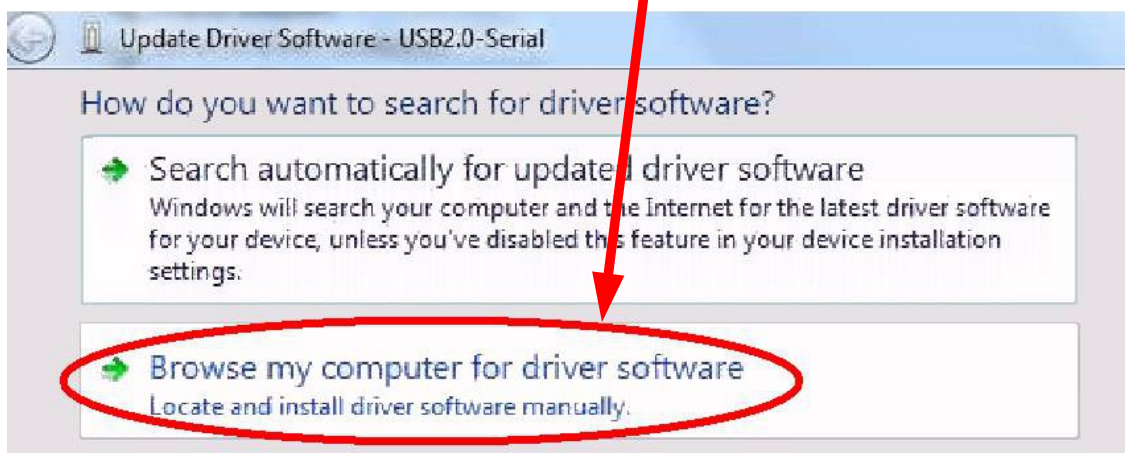 Update Driver Software - USB2.0-Serial
How do you want to search for driver software?
Search automatically for updated driver software
Windows will search your computer and the Internet for the latest driver software
for your device, unless you've disabled this feature in your device installation
settings.
Browse my computer for driver software
Locate and install driver software manually.